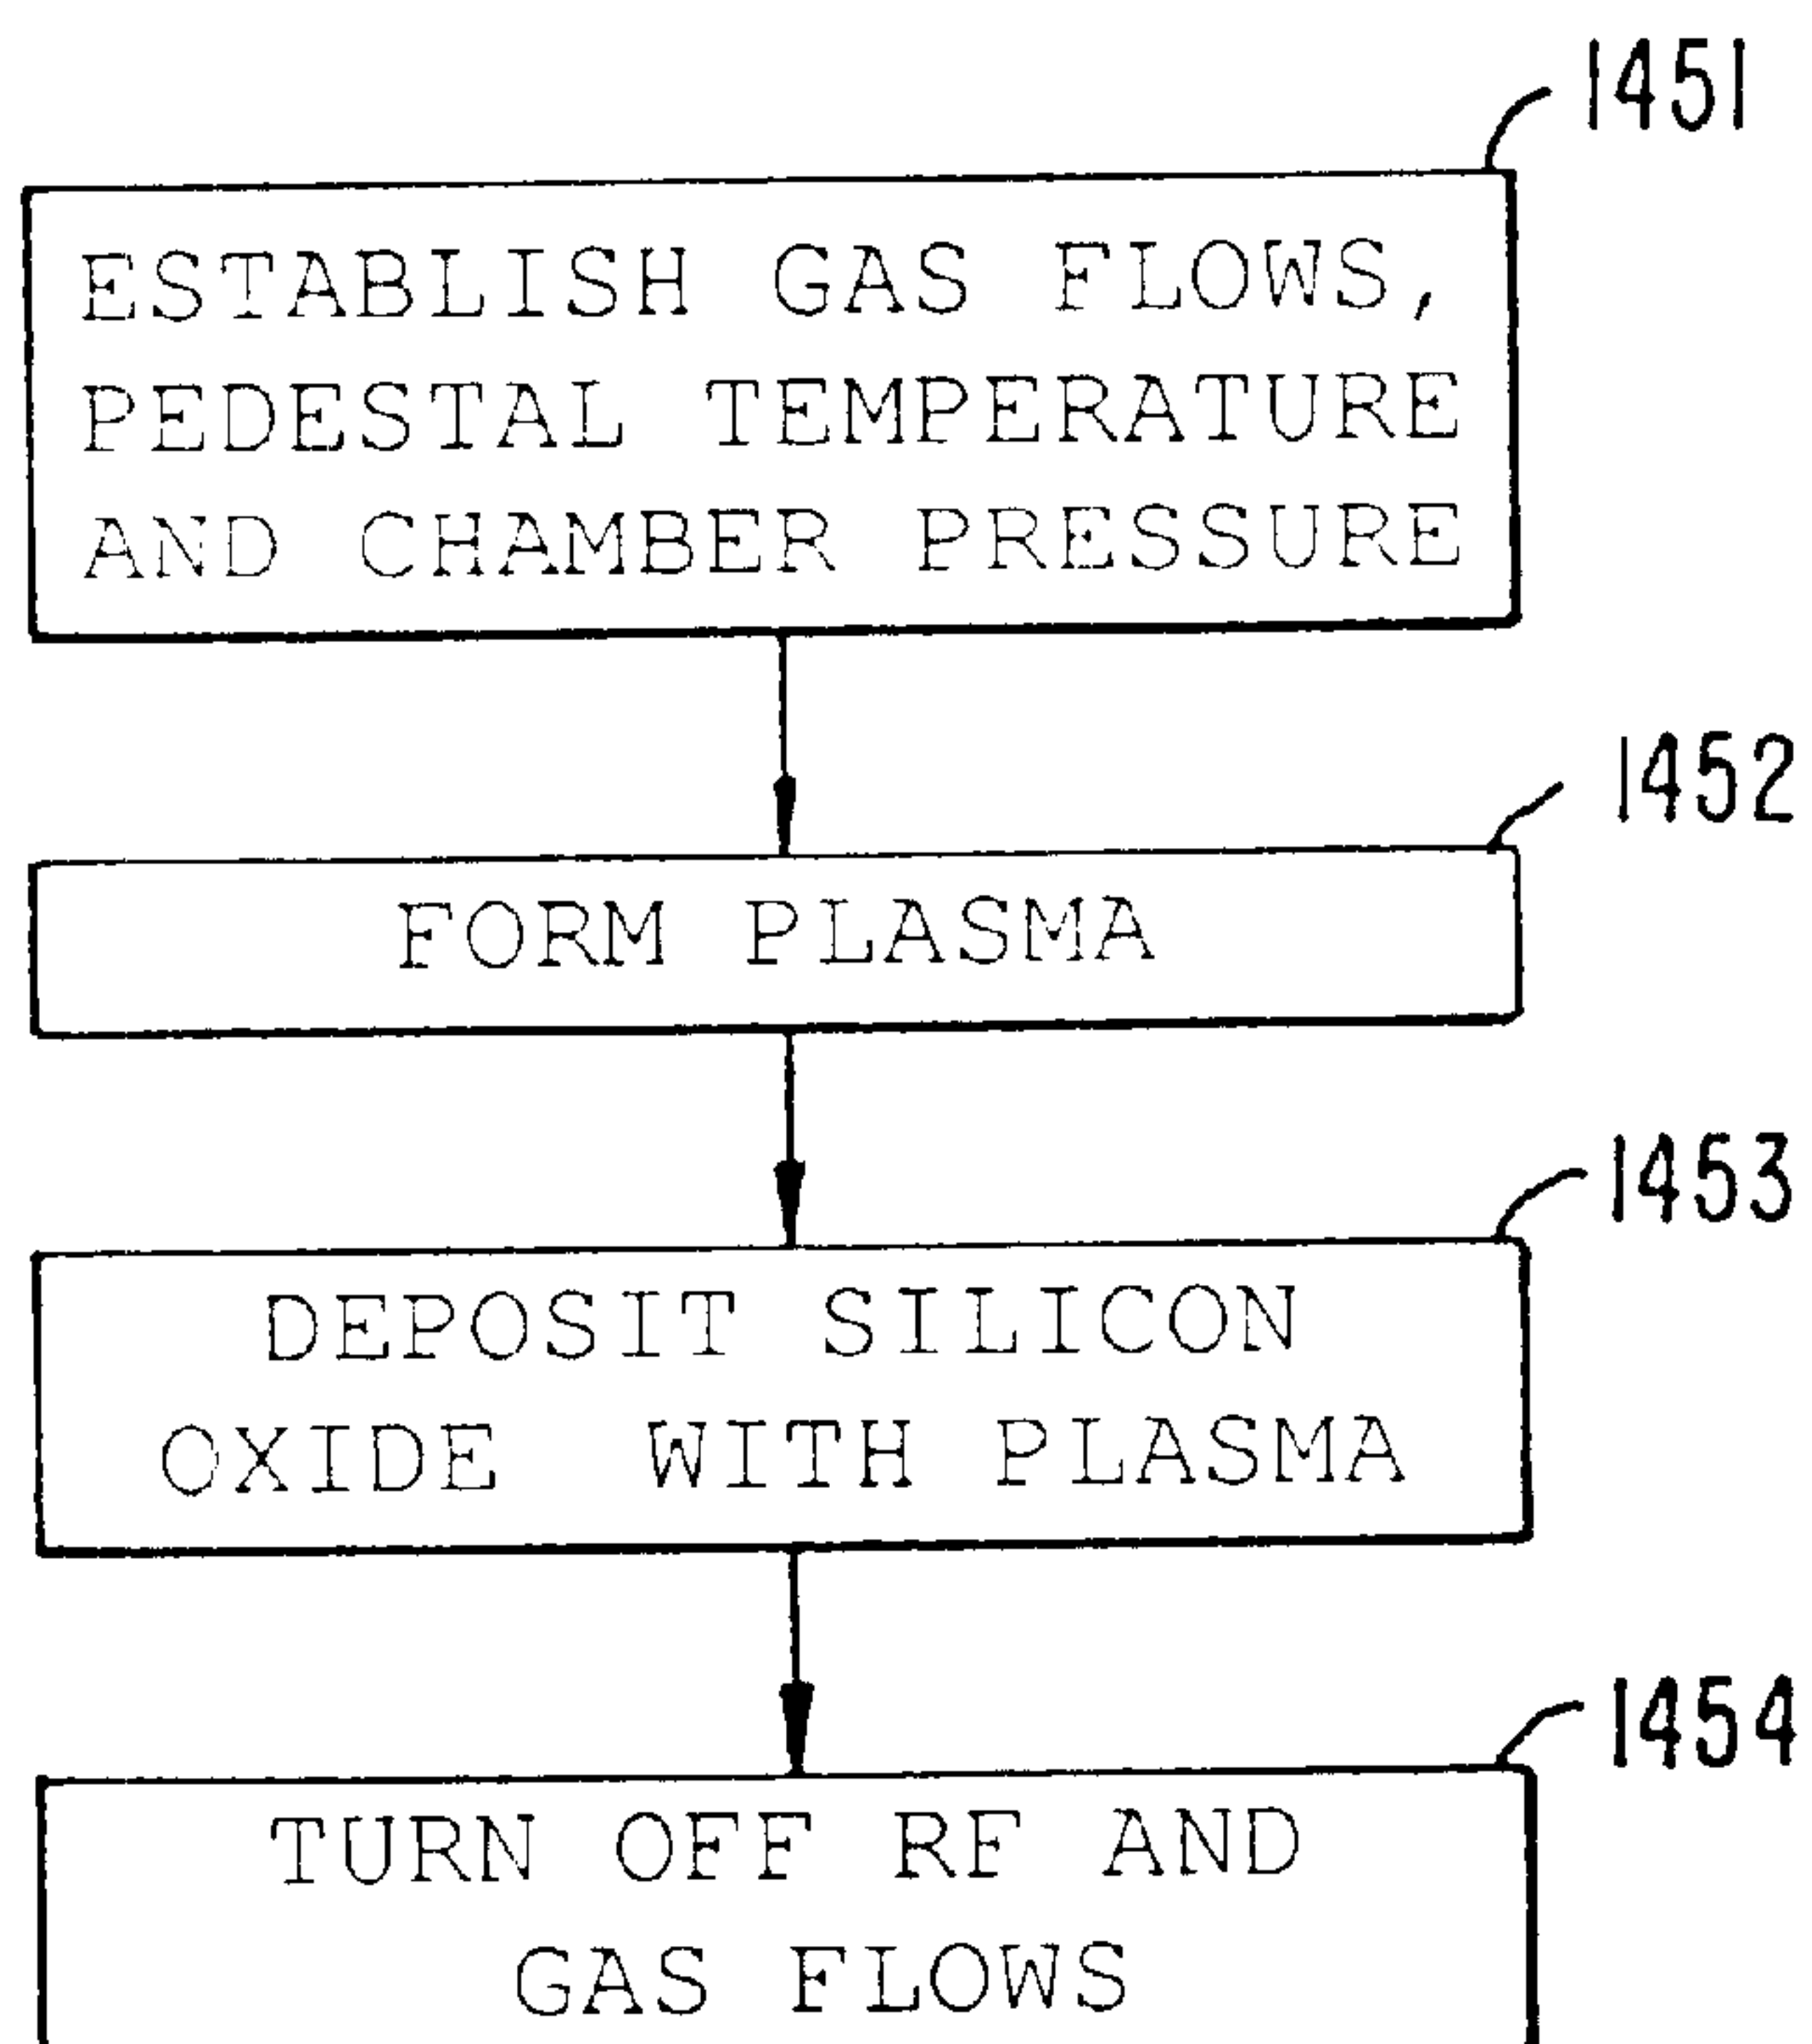 1451
ESTABLISH GAS FLOWS,
PEDESTAL TEMPERATURE
AND CHAMBER PRESSURE
1452
FORM PLASMA
1453
DEPOSIT SILICON
OXIDE WITH PLASMA
1454
TURN OFF RF AND
GAS FLOWS